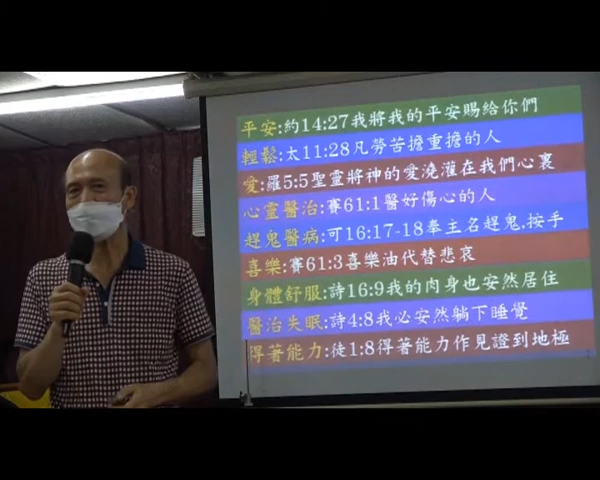 平安:約14:27我將我的平安賜給你們
輕鬆:太11:28凡勞苦擔重擔的人
愛:羅5:5聖靈將神的愛澆灌在我們心裏
心靈醫治:賽61:1醫好傷心的人
趕鬼醫病:可16:17-18奉主名趕鬼,按手
喜樂:賽61:3喜樂油代替悲哀
身體舒服:詩16:9我的肉身也安然居住
醫治失眠:詩4:8我必安然躺下睡覺
得著能力:徒1:8得著能力作見證到地極